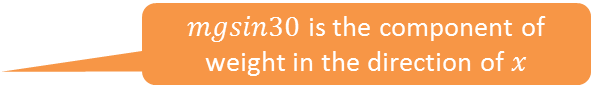 mgsin30 is the component of
weight in the direction of x